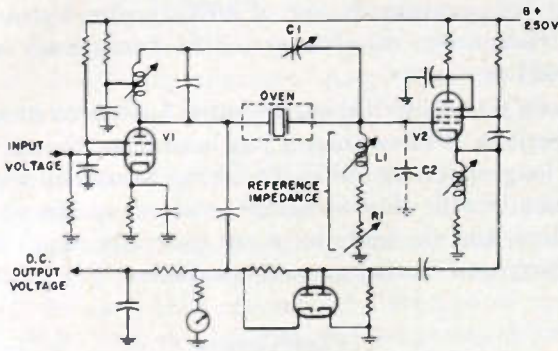 B+
250V
C1
OVEN
V1
V2
INPUT
VOLTAGE
L1
C2
REFERENCE
IMPEDANCE
R1
D.C.
OUTPUT
VOLTAGE